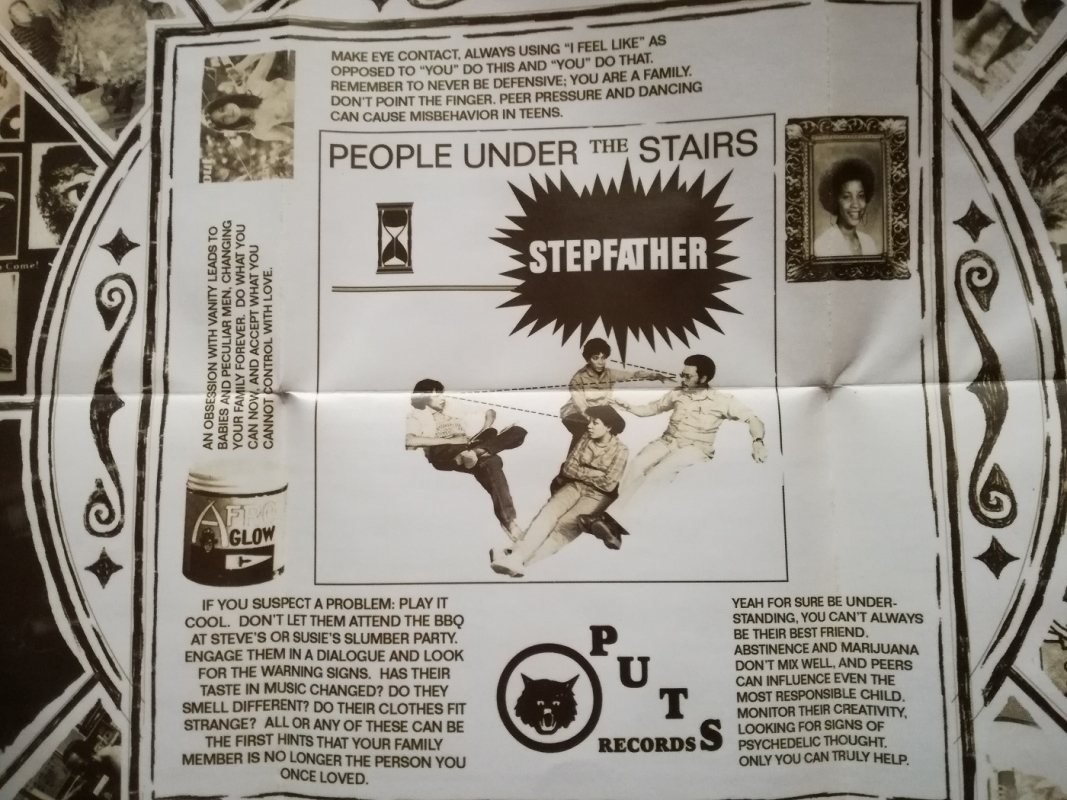 MAKE EYE CONTACT, ALWAYS USING "I FEEL LIKE" AS
OPPOSED TO "YOU" DO THIS AND "YOU" DO THAT.
REMEMBER TO NEVER BE DEFENSIVE; YOU ARE A FAMILY.
DON'T POINT THE FINGER. PEER PRESSURE AND DANCING
CAN CAUSE MISBEHAVIOR IN TEENS.
PEOPLE UNDER THE STAIRS
STEPFATHER
AN OBSESSION WITH VANITY LEADS TO
BABIES AND PECULIAR MEN, CHANGING
YOUR FAMILY FOREVER. DO WHAT YOU
CAN NOW, AND ACCEPT WHAT YOU
CANNOT CONTROL WITH LOVE.
AFRO
GLOW
IF YOU SUSPECT A PROBLEM: PLAY IT
COOL. DON'T LET THEM ATTEND THE BBQ
AT STEVE'S OR SUSIE'S SLUMBER PARTY.
ENGAGE THEM IN A DIALOGUE AND LOOK
FOR THE WARNING SIGNS. HAS THEIR
TASTE IN MUSIC CHANGED? DO THEY
SMELL DIFFERENT? DO THEIR CLOTHES FIT
STRANGE? ALL OR ANY OF THESE CAN BE
THE FIRST HINTS THAT YOUR FAMILY
MEMBER IS NO LONGER THE PERSON YOU
ONCE LOVED.
PUTS
RECORDS
YEAH FOR SURE BE UNDER-
STANDING, YOU CAN'T ALWAYS
BE THEIR BEST FRIEND.
ABSTINENCE AND MARIJUANA
DON'T MIX WELL, AND PEERS
CAN INFLUENCE EVEN THE
MOST RESPONSIBLE CHILD.
MONITOR THEIR CREATIVITY,
LOOKING FOR SIGNS OF
PSYCHEDELIC THOUGHT.
ONLY YOU CAN TRULY HELP.
Come!